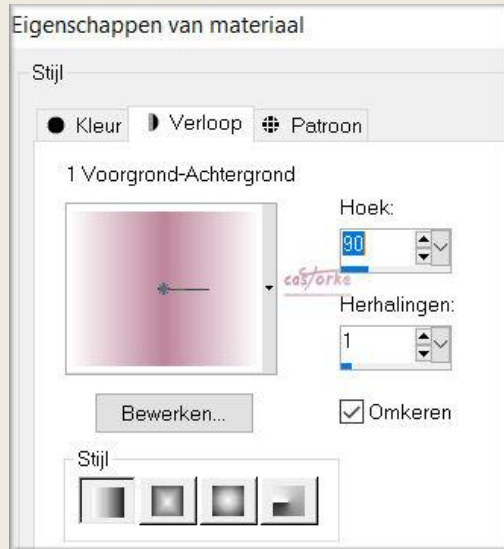 Eigenschappen van materiaal
Stijl
Kleur
Verloop
Patroon
1 Voorgrond-Achtergrond
Hoek:
90
castorke
Herhalingen:
1
Bewerken...
Omkeren
Stijl